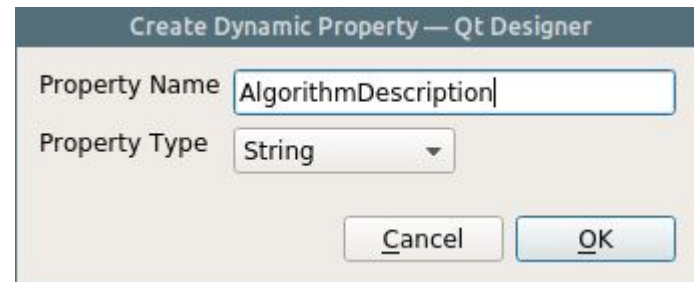 Create Dynamic Property — Qt Designer
Property Name AlgorithmDescription
Property Type String
Cancel OK